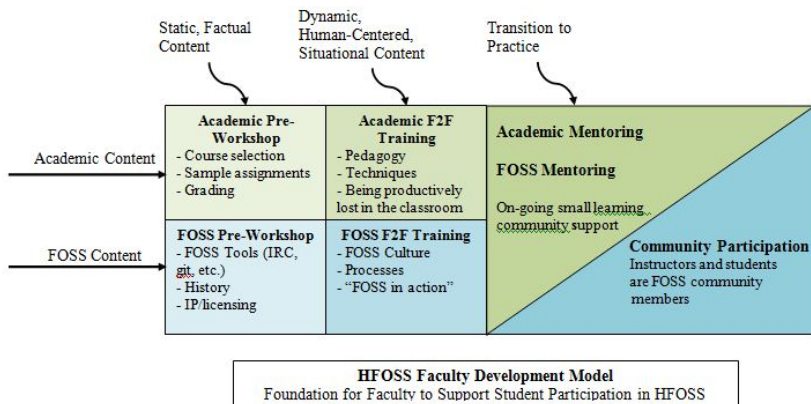 Static, Factual
Content
Dynamic,
Human-Centered,
Situational Content
Transition to
Practice
Academic Content
FOSS Content
Academic Pre-
Workshop
- Course selection
- Sample assignments
- Grading
Academic F2F
Training
- Pedagogy
- Techniques
- Being productively
lost in the classroom
FOSS Pre-Workshop
- FOSS Tools (IRC,
git, etc.)
- History
- IP/licensing
FOSS F2F Training
- FOSS Culture
- Processes
- “FOSS in action”
Academic Mentoring
FOSS Mentoring
On-going small learning
community support
Community Participation
Instructors and students
are FOSS community
members
HFOSS Faculty Development Model
Foundation for Faculty to Support Student Participation in HFOSS